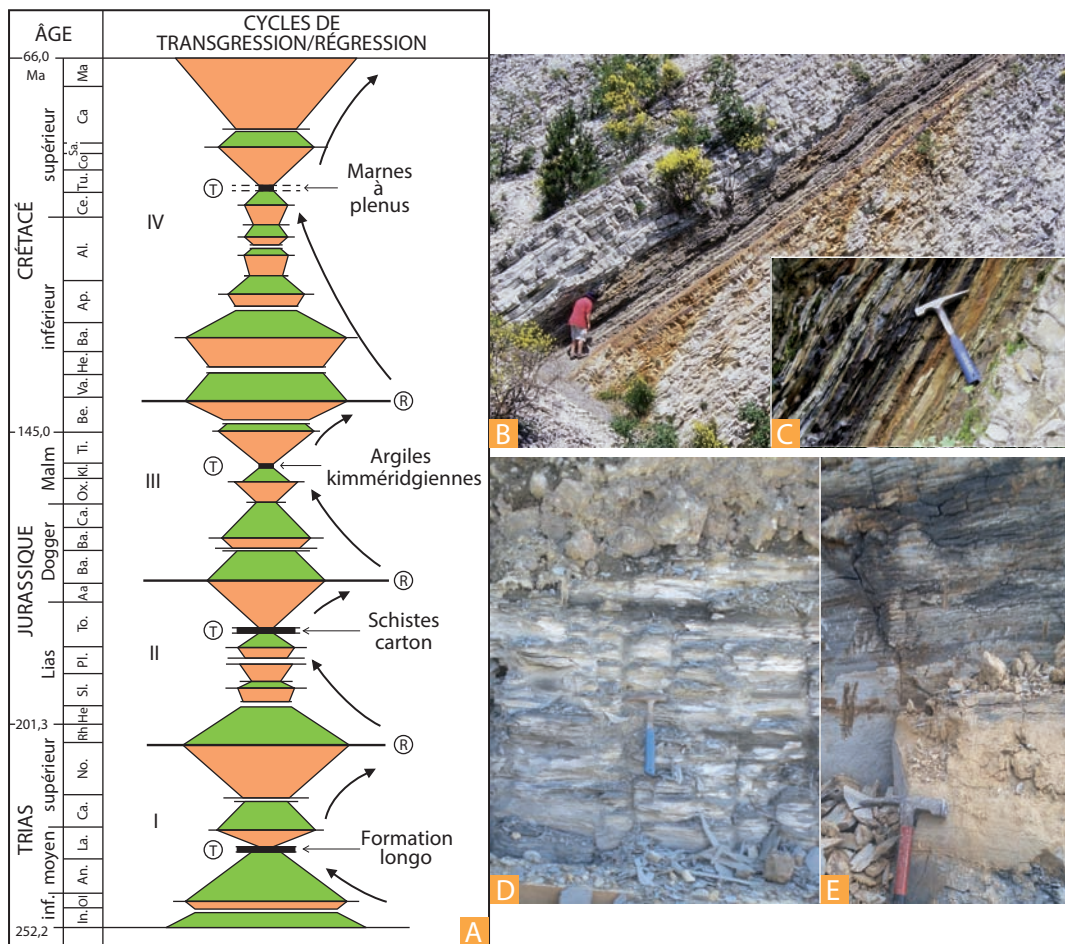 ÂGE
CYCLES DE
TRANSGRESSION/RÉGRESSION
66,0
Ma
CRÉTACÉ
supérieur
Ma
Ca
Sa.
Co
Tu.
Ce.
inférieur
Al.
Ap.
Ba.
He.
Va.
Be.
IV
T
Marnes
à
plenus
R
145,0
JURASSIQUE
Malm
Ti.
Kl.
Ox.
Dogger
Ca.
Ba.
Ba.
Aa
Lias
To.
Pl.
SI.
He
III
T
Argiles
kimméridgiennes
R
II
T
Schistes
carton
R
201,3
TRIAS
supérieur
Rh
No.
Ca.
moyen
La.
An.
inf.
Ol
In.
I
T
Formation
longo
252,2
A
B
C
D
E